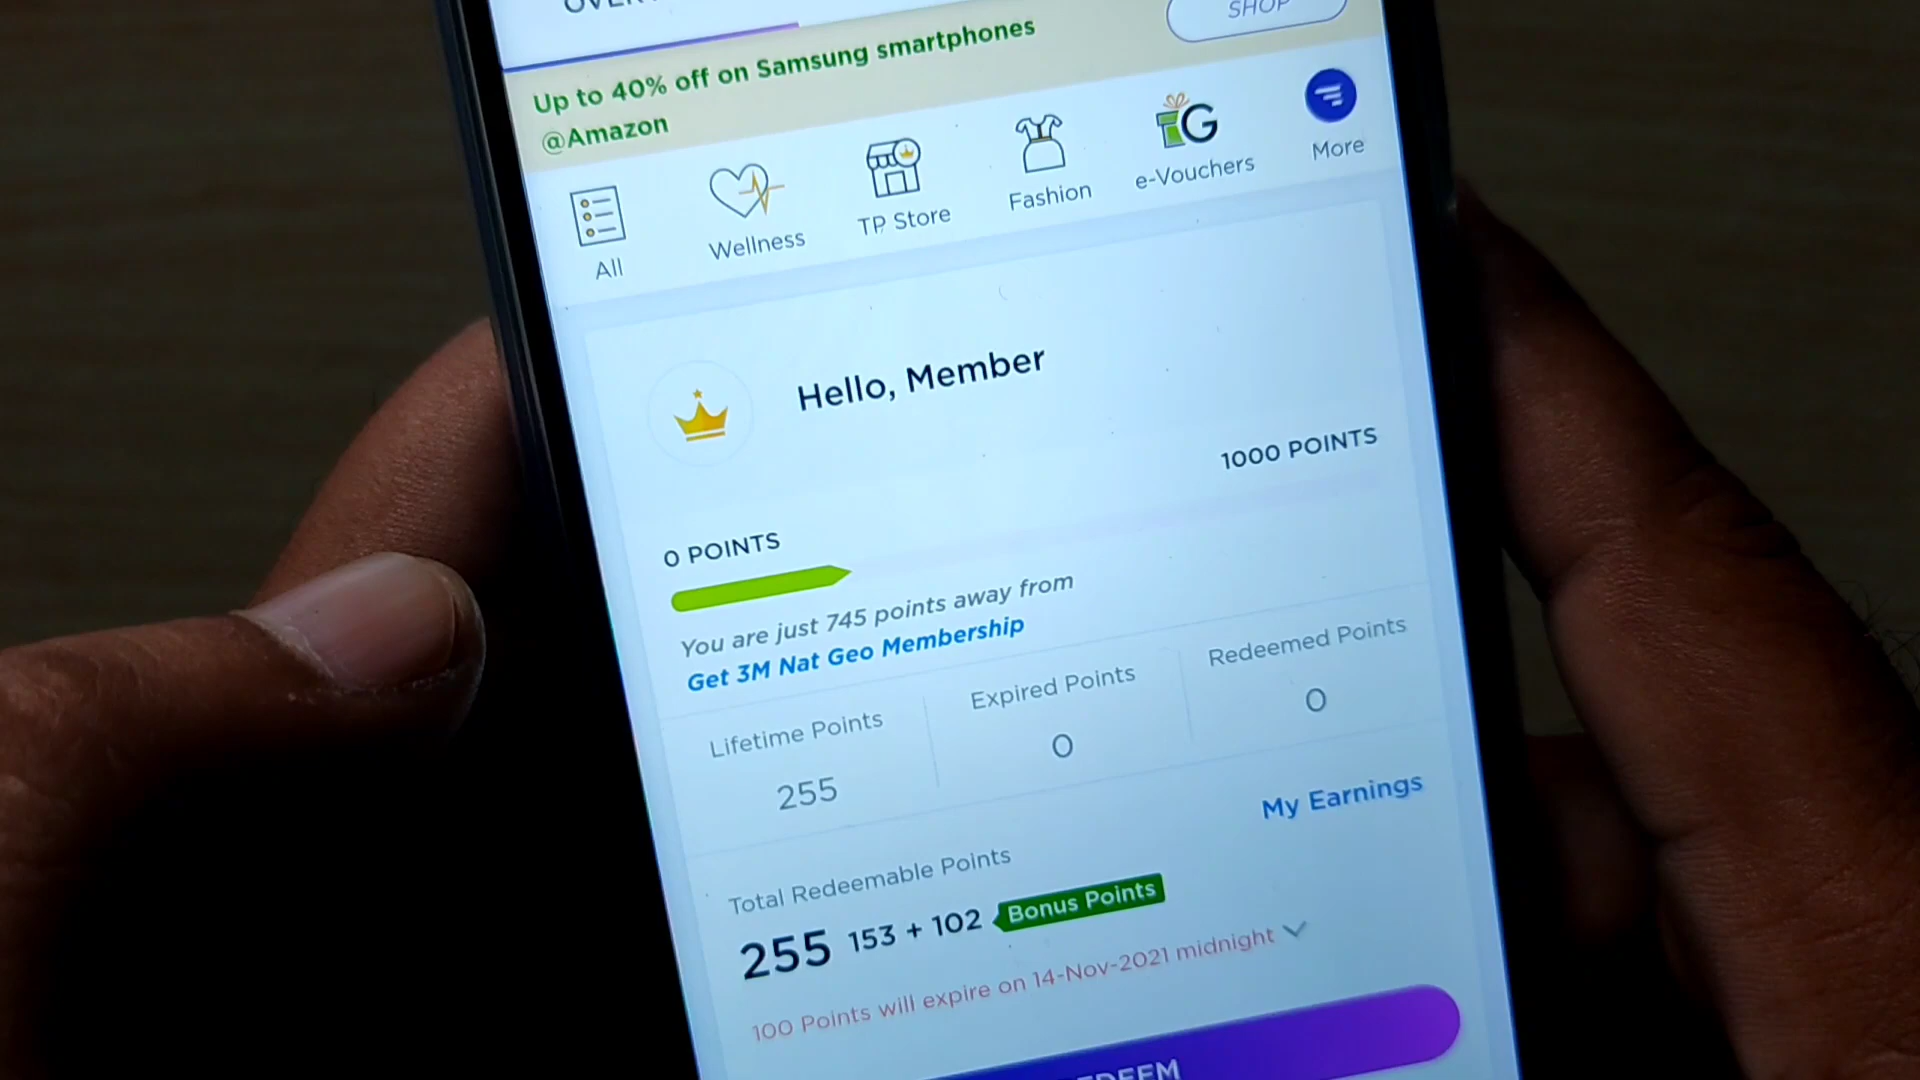 SHOP
Up to 40% off on Samsung smartphones
@Amazon
All
Wellness
TP Store
Fashion
G
e-Vouchers
More
Hello, Member
1000 POINTS
0 POINTS
You are just 745 points away from
Get 3M Nat Geo Membership
Lifetime Points
255
Expired Points
0
Redeemed Points
0
My Earnings
Total Redeemable Points
255 153 + 102 Bonus Points
100 Points will expire on 14-Nov-2021 midnight